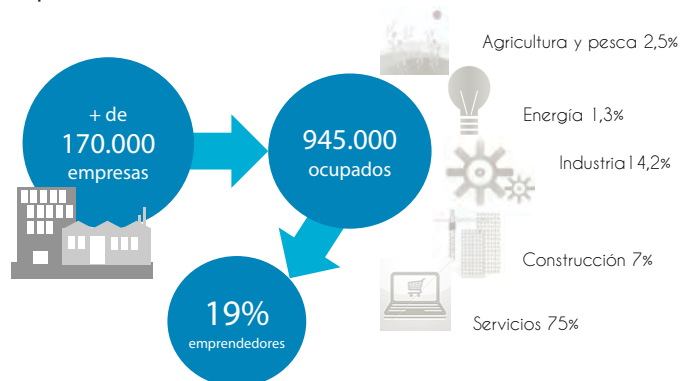 + de
170.000
empresas
945.000
ocupados
19%
emprendedores
Agricultura y pesca 2,5%
Energía 1,3%
Industria14,2%
Construcción 7%
Servicios 75%